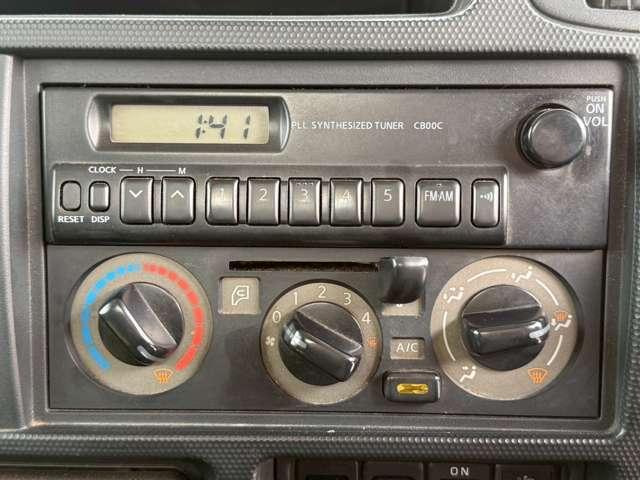 1:41
PLL SYNTHESIZED TUNER CB00C
PUSH
ON
VOL
CLOCK H M
RESET DISP
1 2 3 4 5 FM·AM
0 1 2 3 4
A/C
ON